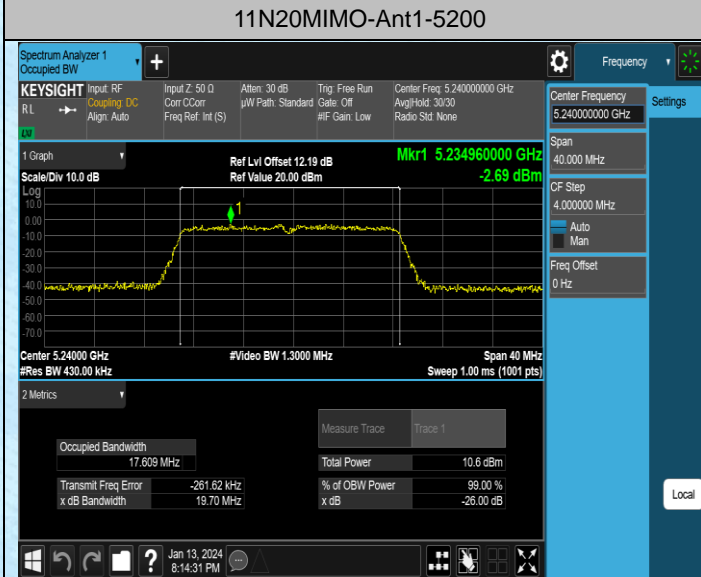 11N20MIMO-Ant1-5200
Spectrum Analyzer 1
Occupied BW
Frequency
KEYSIGHT Input: RF Input Z: 50 Ω Atten: 30 dB Trig: Free Run Center Freq: 5.240000000 GHz
RL Coupling: DC Corr CCorr µW Path: Standard Gate: Off Avg|Hold: 30/30
Align: Auto Freq Ref: Int (S) #IF Gain: Low Radio Std: None
LXI
Center Frequency
5.240000000 GHz
Settings
Span
40.000 MHz
CF Step
4.000000 MHz
Auto
Man
Freq Offset
0 Hz
1 Graph
Ref Lvl Offset 12.19 dB
Mkr1 5.234960000 GHz
Scale/Div 10.0 dB Ref Value 20.00 dBm -2.69 dBm
Log
10.0
0.00
-10.0
-20.0
-30.0
-40.0
-50.0
-60.0
-70.0
1
Center 5.24000 GHz #Video BW 1.3000 MHz Span 40 MHz
#Res BW 430.00 kHz Sweep 1.00 ms (1001 pts)
2 Metrics
Measure Trace Trace 1
Occupied Bandwidth
17.609 MHz
Total Power 10.6 dBm
Transmit Freq Error -261.62 kHz % of OBW Power 99.00 %
x dB Bandwidth 19.70 MHz x dB -26.00 dB
Local
? Jan 13, 2024
8:14:31 PM